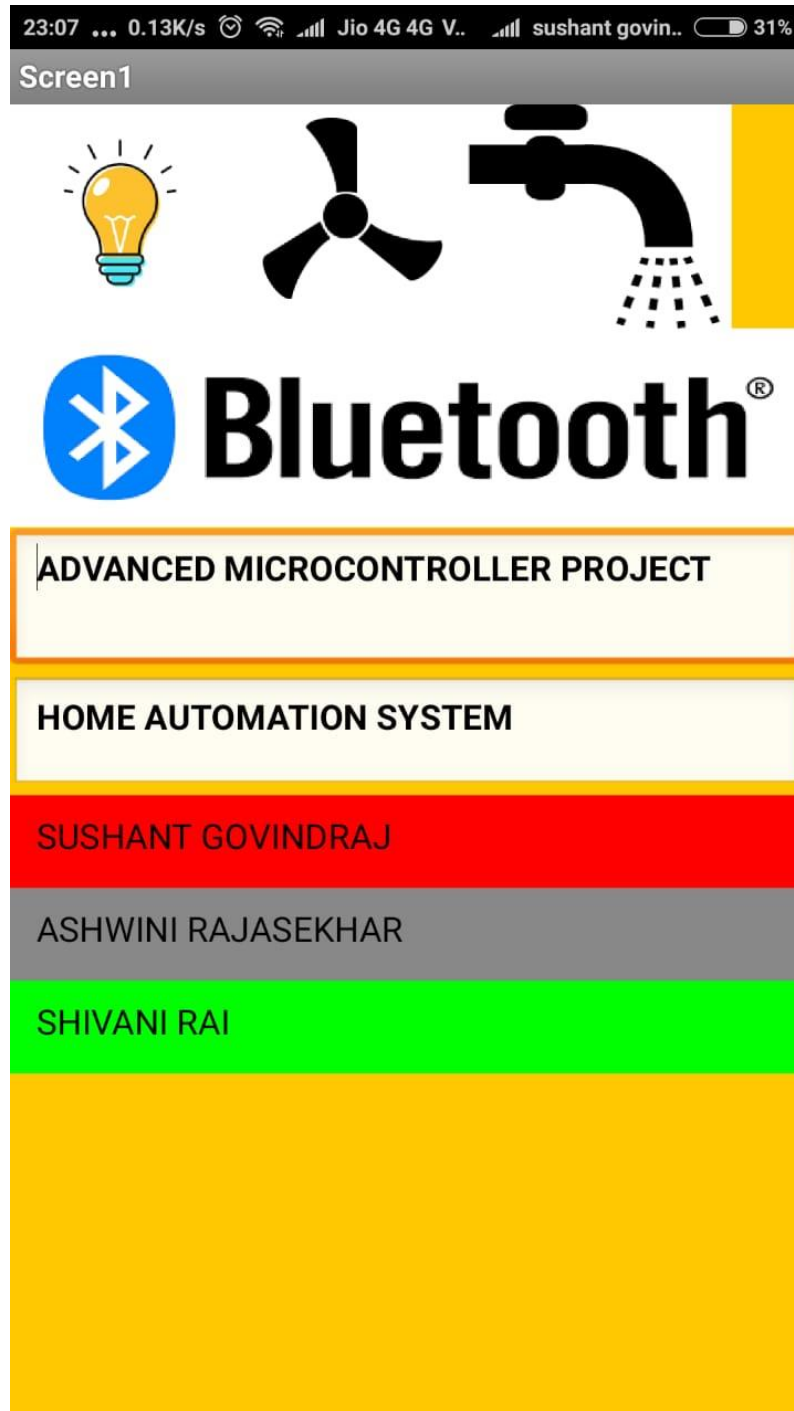 23:07 ... 0.13K/s Jio 4G 4G V.. sushant govin.. 31%
Screen1
Bluetooth®
ADVANCED MICROCONTROLLER PROJECT
HOME AUTOMATION SYSTEM
SUSHANT GOVINDRAJ
ASHWINI RAJASEKHAR
SHIVANI RAI